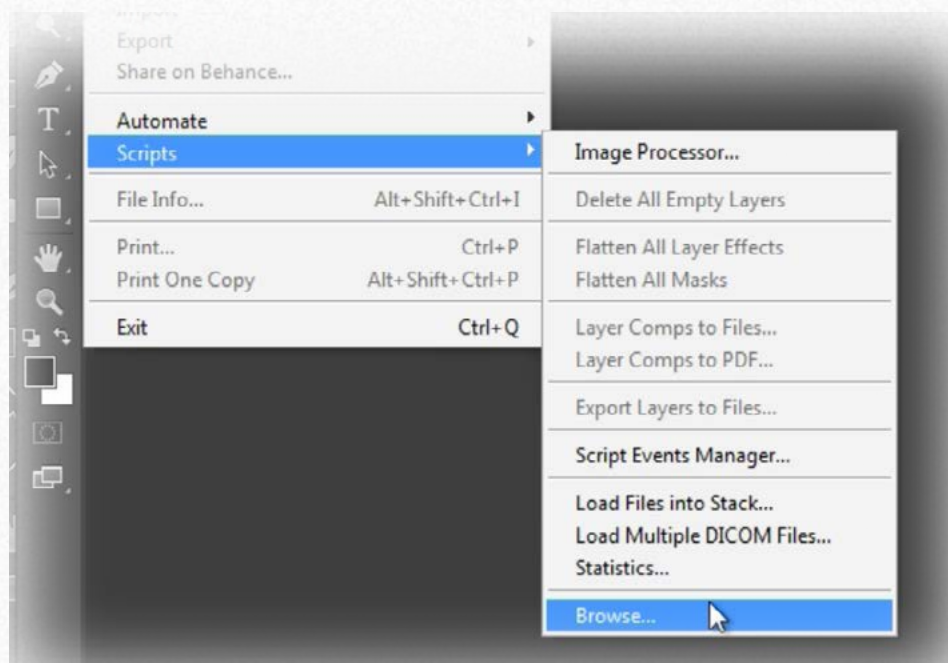 Export
Share on Behance...
Automate
Scripts
File Info... Alt+Shift+Ctrl+I
Print... Ctrl+P
Print One Copy Alt+Shift+Ctrl+P
Exit Ctrl+Q
Image Processor...
Delete All Empty Layers
Flatten All Layer Effects
Flatten All Masks
Layer Comps to Files...
Layer Comps to PDF...
Export Layers to Files...
Script Events Manager...
Load Files into Stack...
Load Multiple DICOM Files...
Statistics...
Browse...